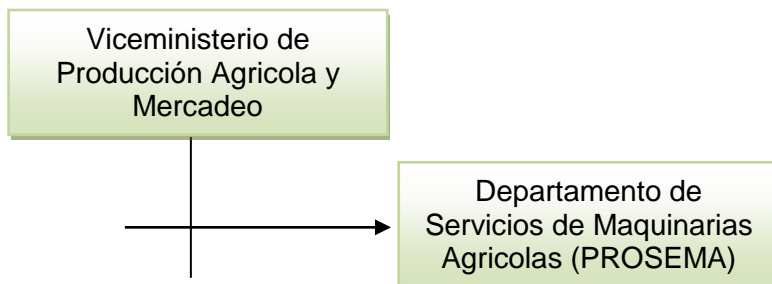 Viceministerio de
Producción Agricola y
Mercadeo
Departamento de
Servicios de Maquinarias
Agricolas (PROSEMA)